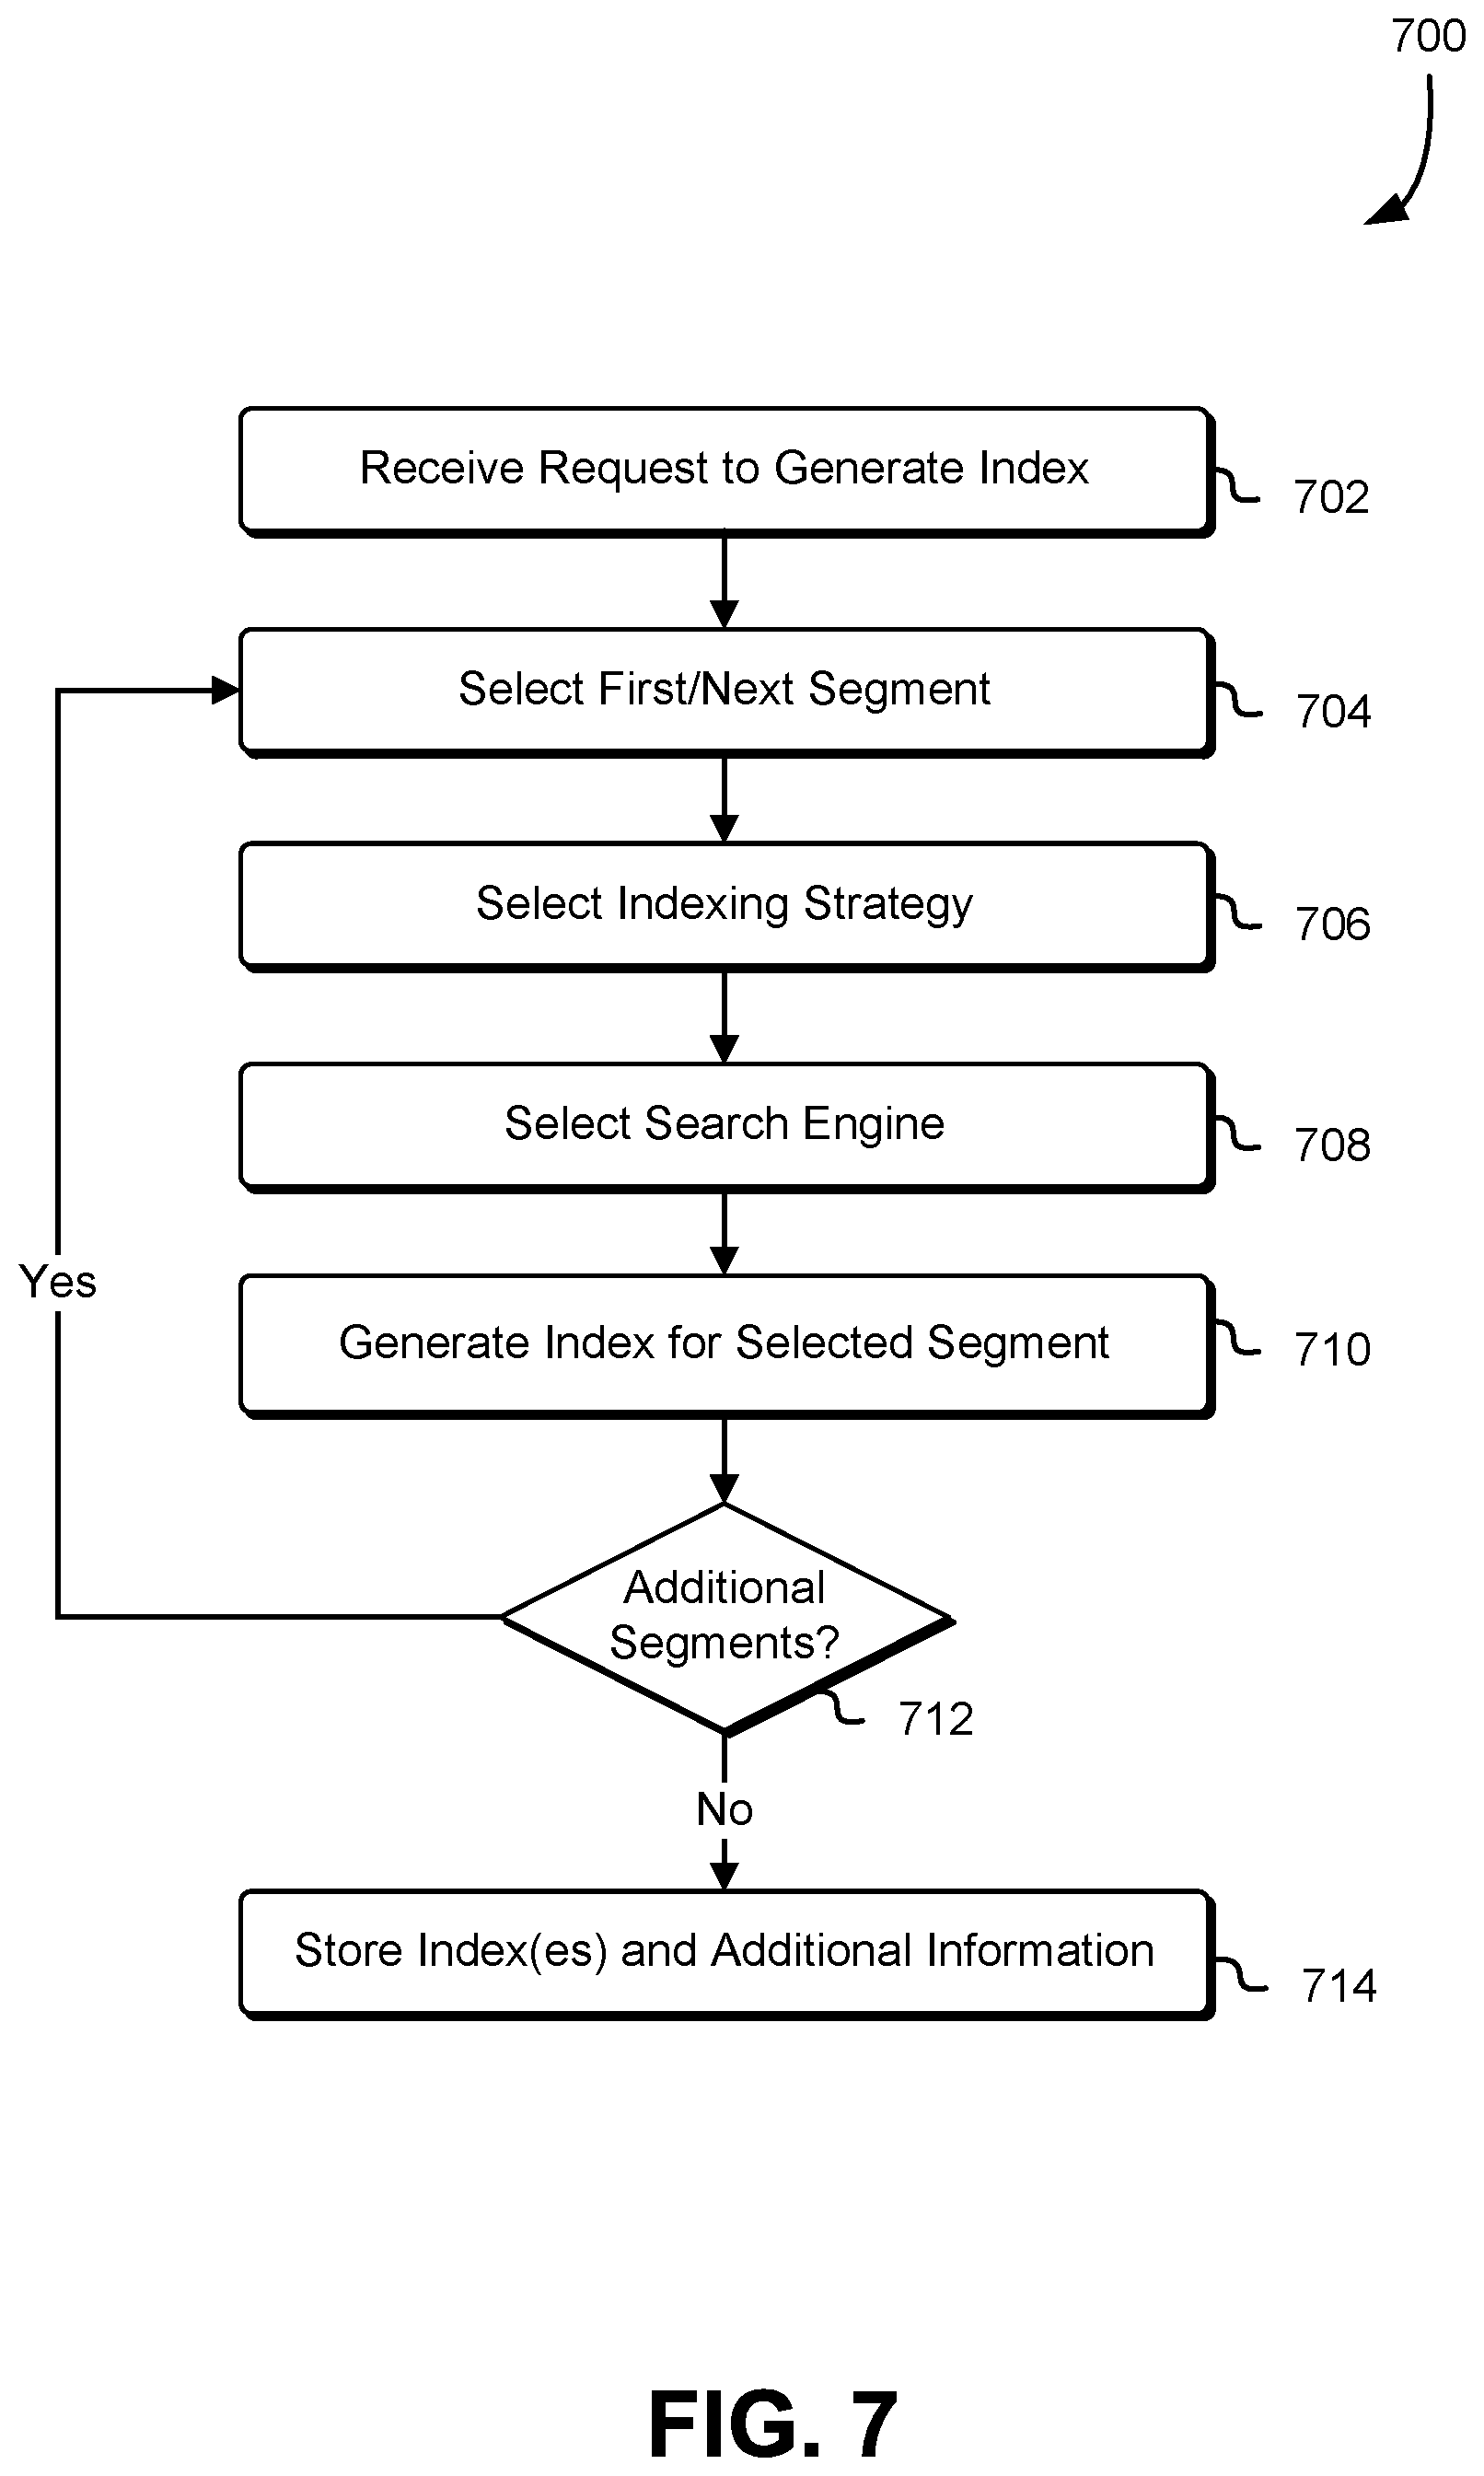 700
Receive Request to Generate Index
702
Select First/Next Segment
704
Select Indexing Strategy
706
Select Search Engine
708
Yes
Generate Index for Selected Segment
710
Additional
Segments?
712
No
Store Index(es) and Additional Information
714
FIG. 7